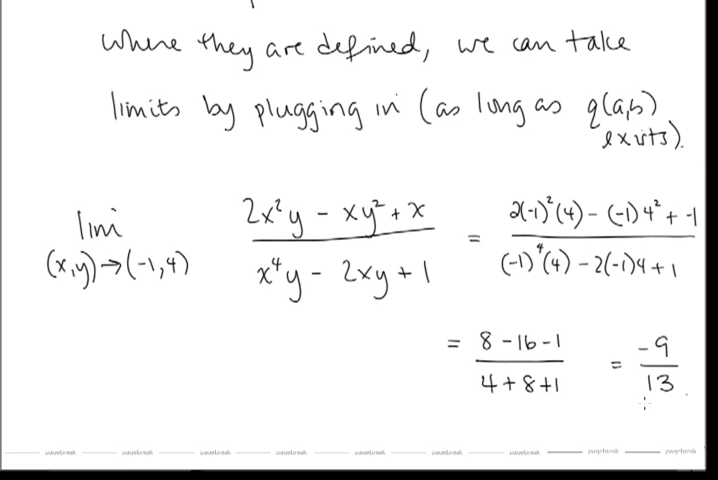 where they are defined, we can take
limits by plugging in (as long as q(a,b) exists).
lim (x,y)→(-1,4) (2x²y - xy² + x)/(x⁴y - 2xy + 1) = (2(-1)²(4) - (-1)4² + -1)/((-1)⁴(4) - 2(-1)4 + 1)
= (8 - 16 - 1)/(4 + 8 + 1) = -9/13